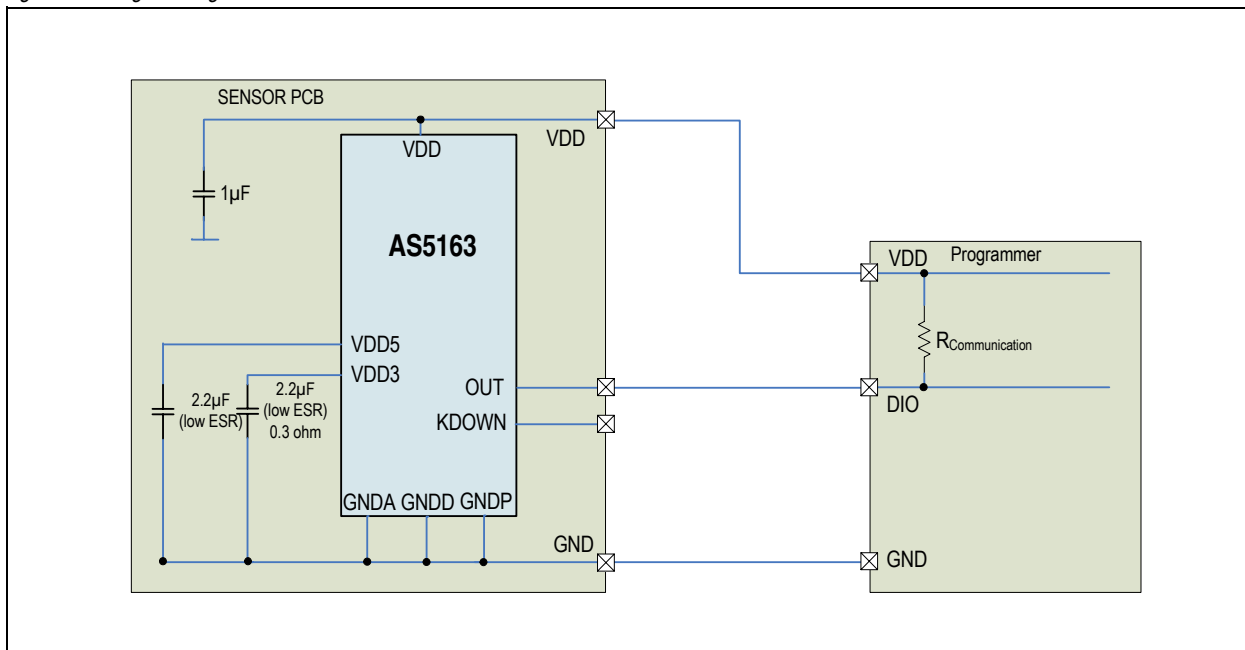 SENSOR PCB
VDD
VDD
1µF
AS5163
VDD Programmer
R Communication
VDD5
VDD3
OUT
DIO
2.2µF
(low ESR)
2.2µF
(low ESR)
0.3 ohm
KDOWN
GNDA GNDD GNDP
GND
GND